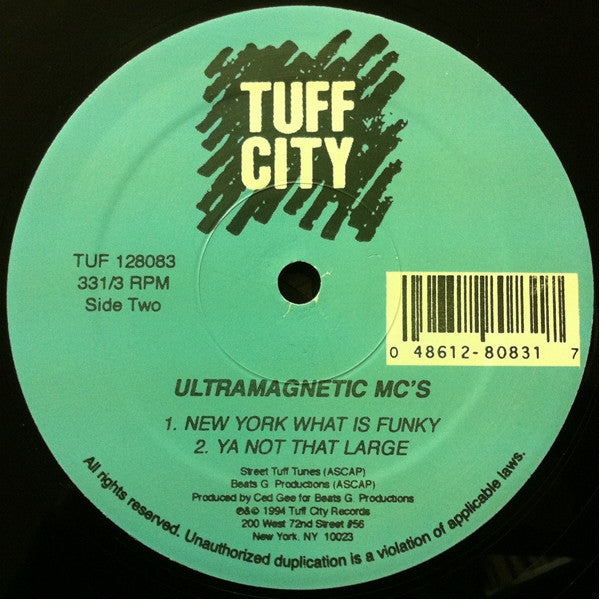 TUFF
CITY
TUF 128083
331/3 RPM
Side Two
0 48612-80831 7
ULTRAMAGNETIC MC'S
1. NEW YORK WHAT IS FUNKY
2. YA NOT THAT LARGE
Street Tuff Tunes (ASCAP)
Beats G. Productions (ASCAP)
Produced by Ced Gee for Beats G. Productions
℗&© 1994 Tuff City Records
200 West 72nd Street #56
New York, NY 10023
All rights reserved. Unauthorized duplication is a violation of applicable laws.